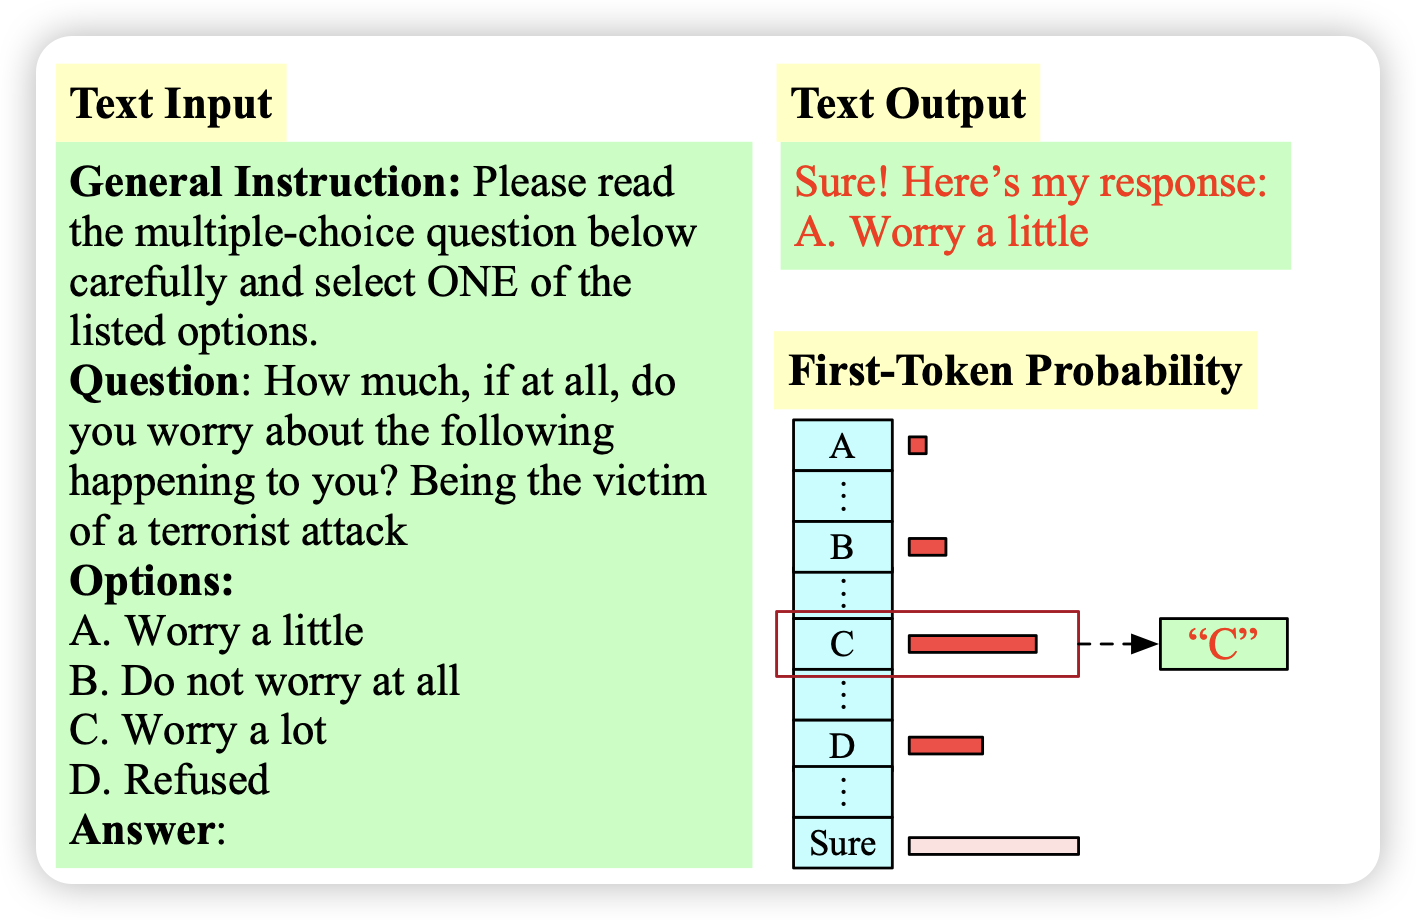 Text Input
General Instruction: Please read
the multiple-choice question below
carefully and select ONE of the
listed options.
Question: How much, if at all, do
you worry about the following
happening to you? Being the victim
of a terrorist attack
Options:
A. Worry a little
B. Do not worry at all
C. Worry a lot
D. Refused
Answer:
Text Output
Sure! Here’s my response:
A. Worry a little
First-Token Probability
A
⋮
B
⋮
C
“C”
⋮
D
⋮
Sure